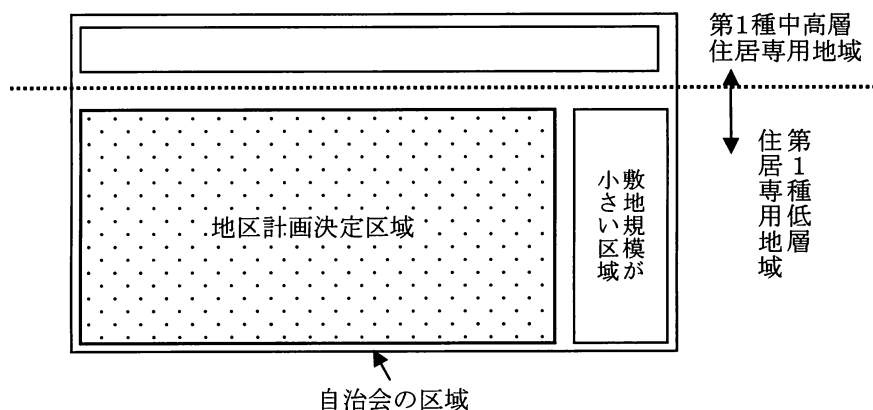 第1種中高層
住居専用地域
第1種低層
住居専用地域
敷地規模が
小さい区域
地区計画決定区域
自治会の区域